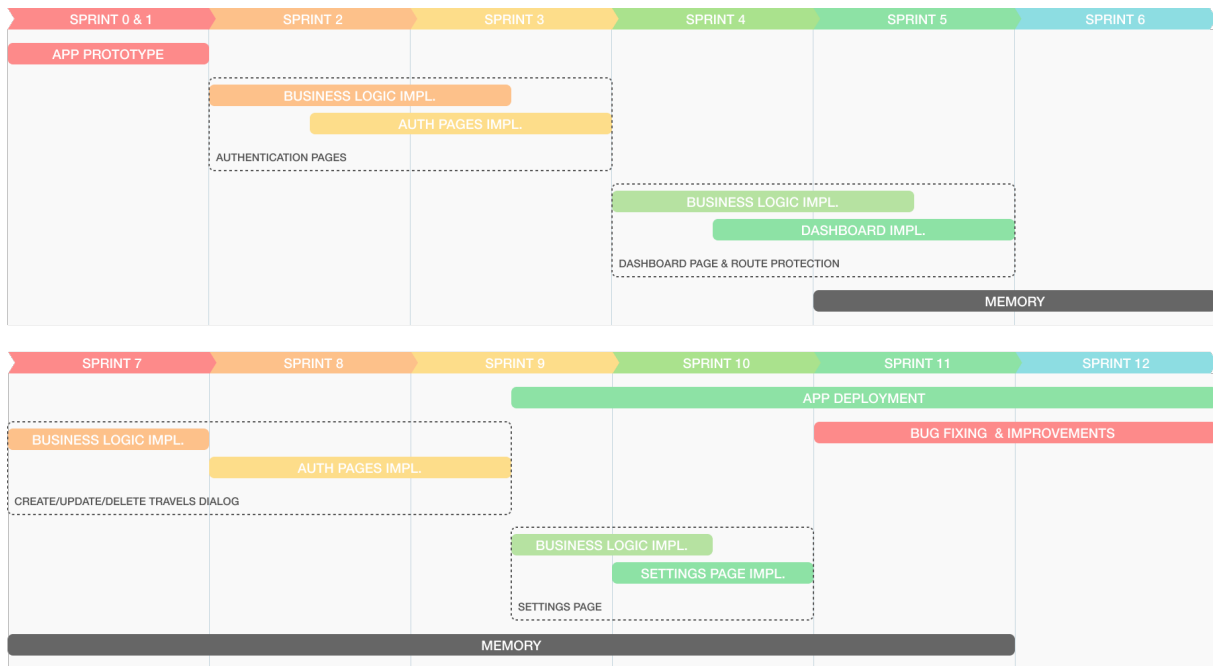 SPRINT 0 & 1 SPRINT 2 SPRINT 3 SPRINT 4 SPRINT 5 SPRINT 6
APP PROTOTYPE
BUSINESS LOGIC IMPL.
AUTH PAGES IMPL.
AUTHENTICATION PAGES
BUSINESS LOGIC IMPL.
DASHBOARD IMPL.
DASHBOARD PAGE & ROUTE PROTECTION
MEMORY
SPRINT 7 SPRINT 8 SPRINT 9 SPRINT 10 SPRINT 11 SPRINT 12
APP DEPLOYMENT
BUG FIXING & IMPROVEMENTS
BUSINESS LOGIC IMPL.
AUTH PAGES IMPL.
CREATE/UPDATE/DELETE TRAVELS DIALOG
BUSINESS LOGIC IMPL.
SETTINGS PAGE IMPL.
SETTINGS PAGE
MEMORY